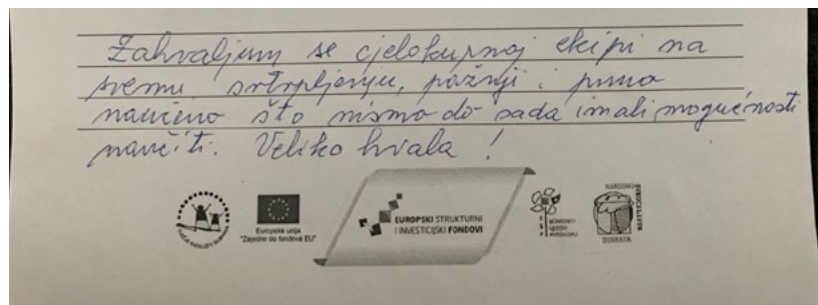 Zahvaljujem se cjelokupnoj ekipi na
svemu, strpljenju, pažnji i puno
naučeno što nismo do sada imali mogućnosti
naučiti. Veliko hvala !
Europska unija
"Zajedno do fondova EU"
EUROPSKI STRUKTURNI
I INVESTICIJSKI FONDOVI